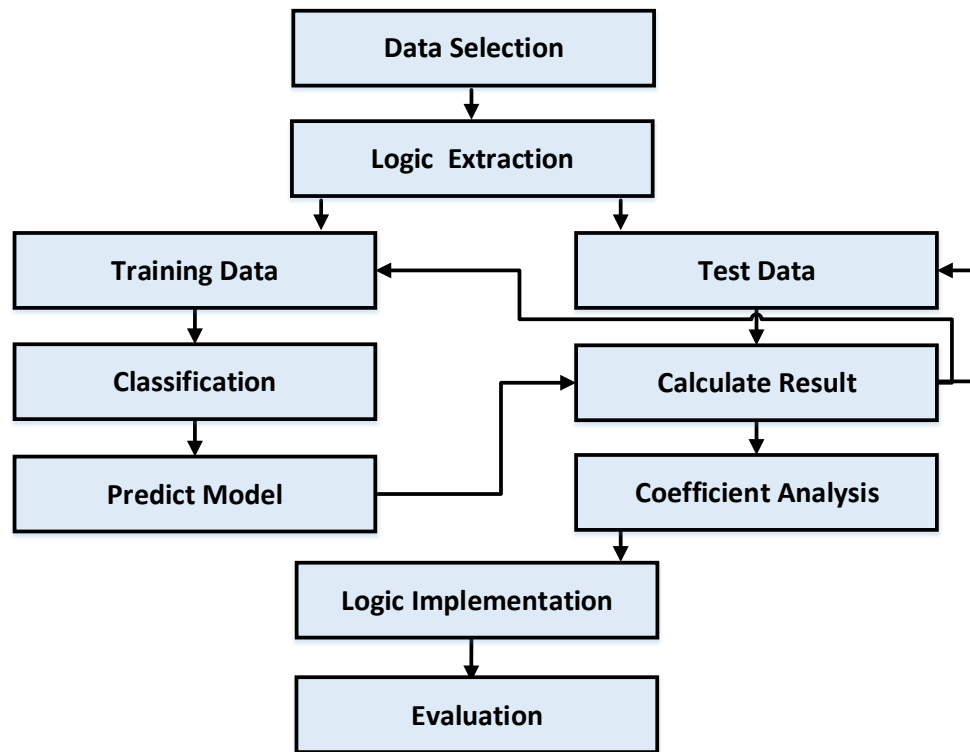 Data Selection
Logic Extraction
Training Data
Test Data
Classification
Calculate Result
Predict Model
Coefficient Analysis
Logic Implementation
Evaluation